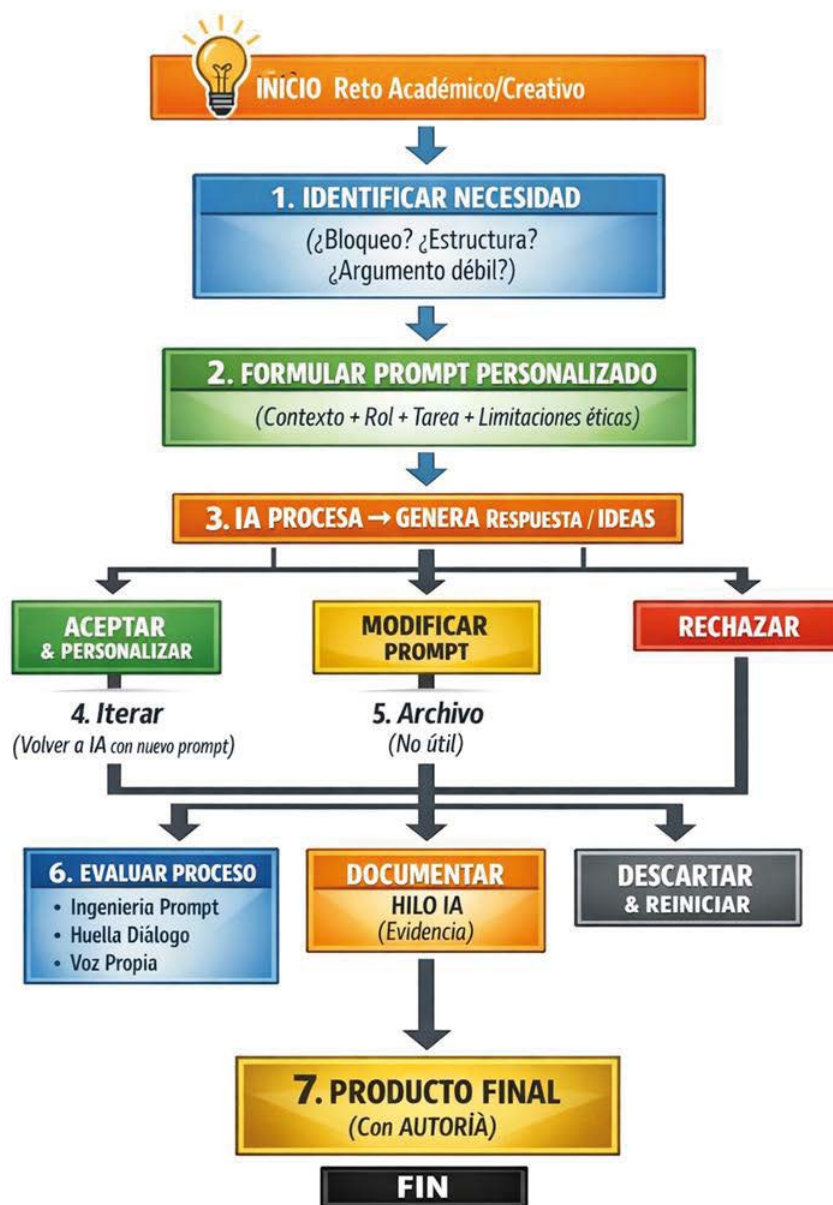 INICIO Reto Académico/Creativo
1. IDENTIFICAR NECESIDAD
(¿Bloqueo? ¿Estructura?
¿Argumento débil?)
2. FORMULAR PROMPT PERSONALIZADO
(Contexto + Rol + Tarea + Limitaciones éticas)
3. IA PROCESA → GENERA RESPUESTA / IDEAS
ACEPTAR
& PERSONALIZAR
MODIFICAR
PROMPT
RECHAZAR
4. Iterar
(Volver a IA con nuevo prompt)
5. Archivo
(No útil)
6. EVALUAR PROCESO
• Ingenieria Prompt
• Huella Diálogo
• Voz Propia
DOCUMENTAR
HILO IA
(Evidencia)
DESCARTAR
& REINICIAR
7. PRODUCTO FINAL
(Con AUTORİÀ)
FIN